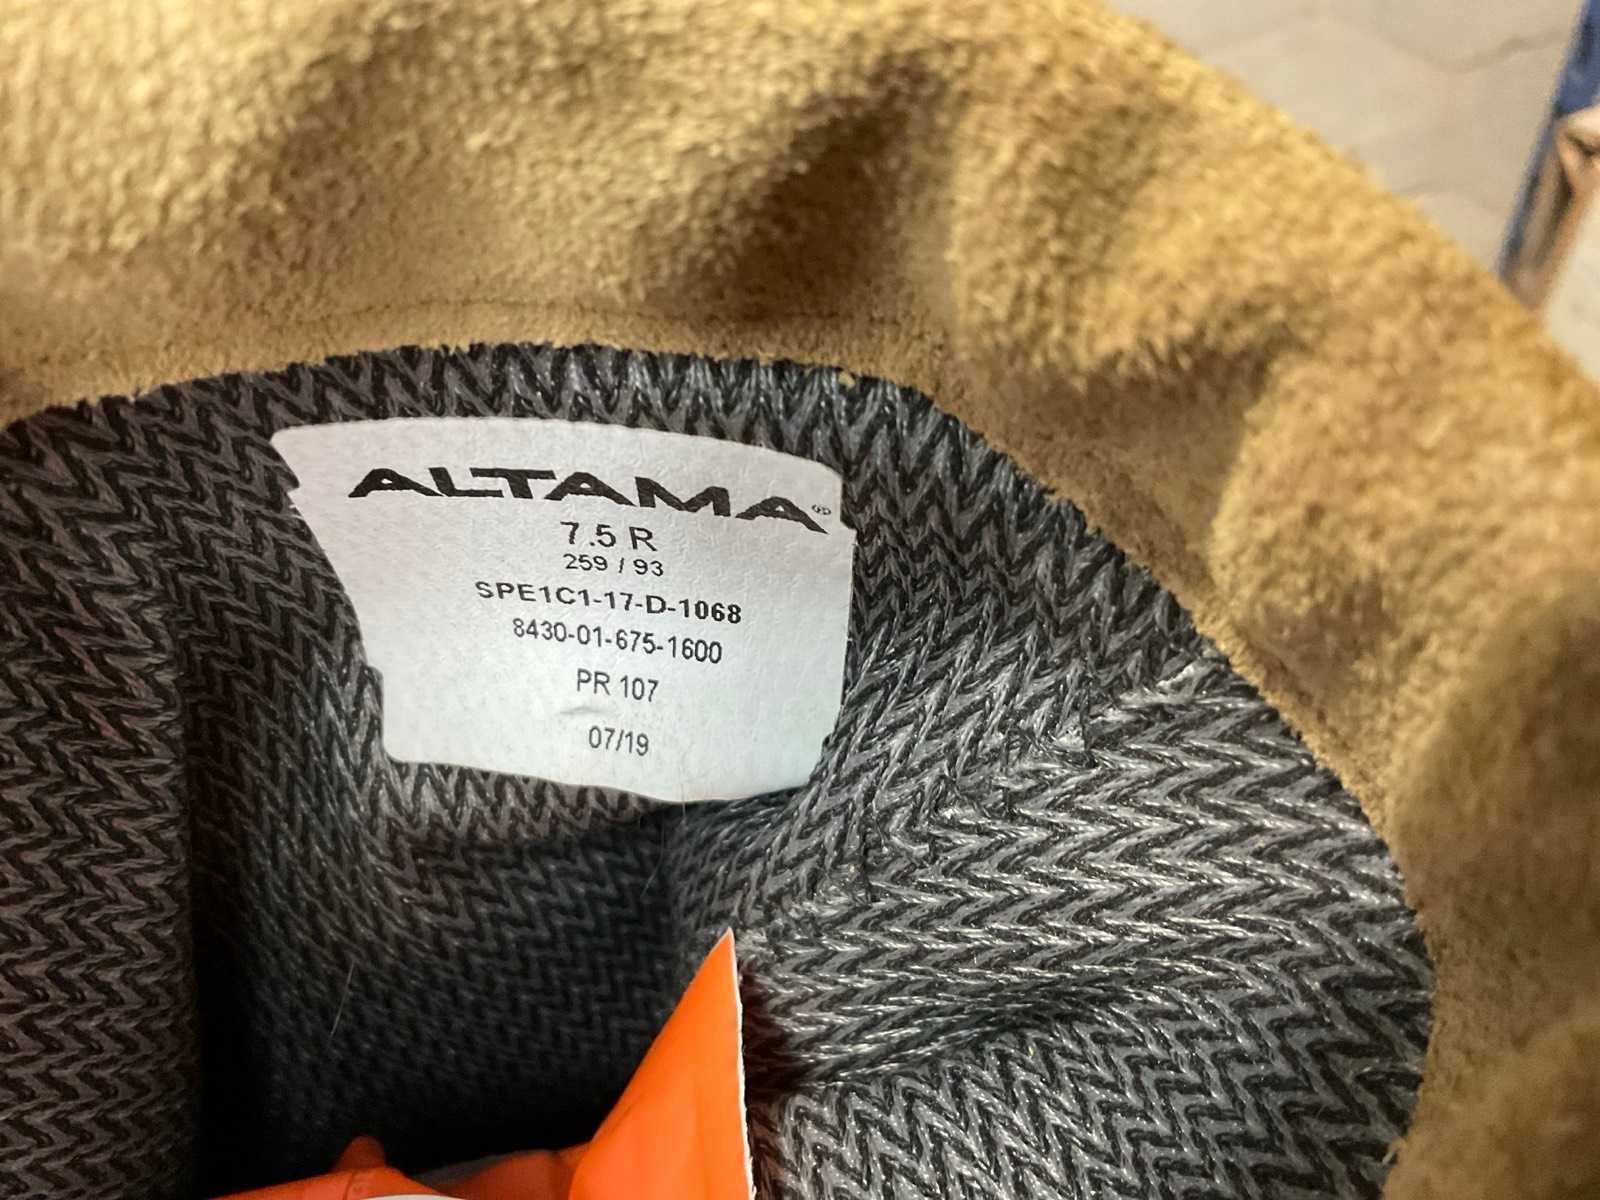 ALTAMA®
7.5 R
259 / 93
SPE1C1-17-D-1068
8430-01-675-1600
PR 107
07/19